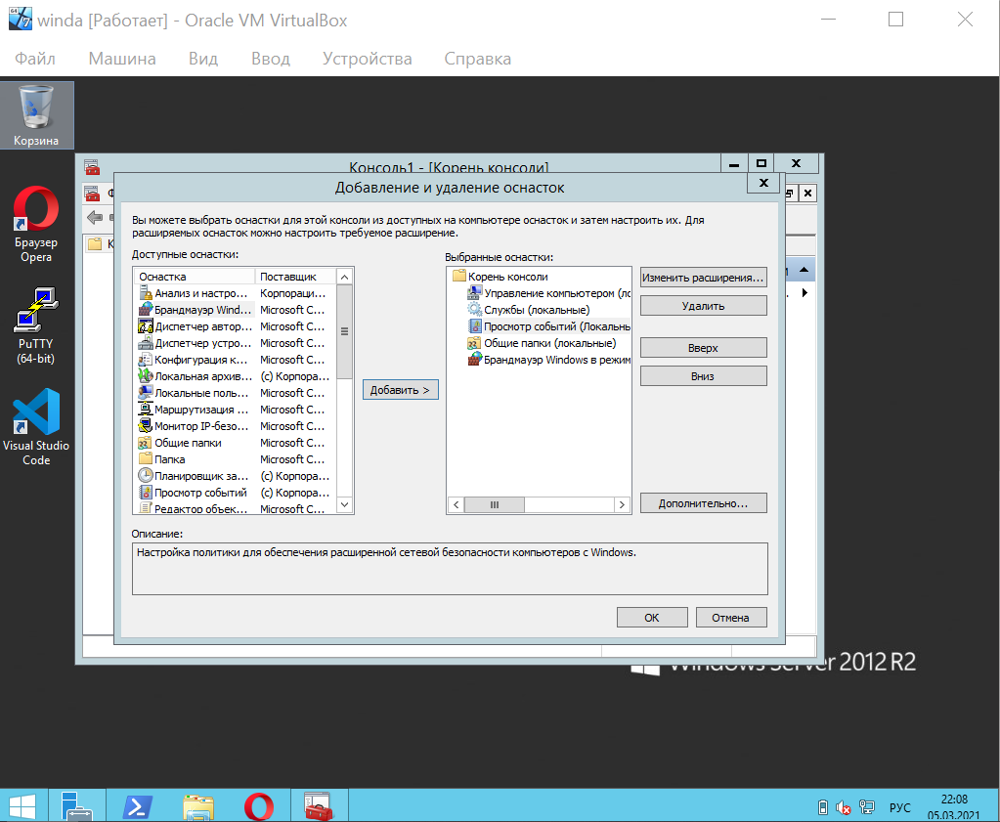 winda [Работает] - Oracle VM VirtualBox
Файл Машина Вид Ввод Устройства Справка
Корзина
Браузер
Opera
PuTTY
(64-bit)
Visual Studio
Code
Консоль1 - [Корень консоли]
Добавление и удаление оснасток
Вы можете выбрать оснастки для этой консоли из доступных на компьютере оснасток и затем настроить их. Для
расширяемых оснасток можно настроить требуемое расширение.
Доступные оснастки:
Оснастка Поставщик
Анализ и настро... Корпораци...
Брандмауэр Wind... Microsoft C...
Диспетчер автор... Microsoft C...
Диспетчер устро... Microsoft C...
Конфигурация к... Microsoft C...
Локальная архив... (c) Корпора...
Локальные поль... Microsoft C...
Маршрутизация ... Microsoft C...
Монитор IP-безо... Microsoft C...
Общие папки Microsoft C...
Папка Microsoft C...
Планировщик за... (c) Корпора...
Просмотр событий (c) Корпора...
Редактор объек... Microsoft C...
Добавить >
Выбранные оснастки:
Корень консоли
Управление компьютером (ло
Службы (локальные)
Просмотр событий (Локальнь
Общие папки (локальные)
Брандмауэр Windows в режим
Изменить расширения...
Удалить
Вверх
Вниз
Дополнительно...
Описание:
Настройка политики для обеспечения расширенной сетевой безопасности компьютеров с Windows.
ОК Отмена
Windows Server 2012 R2
РУС
22:08
05.03.2021